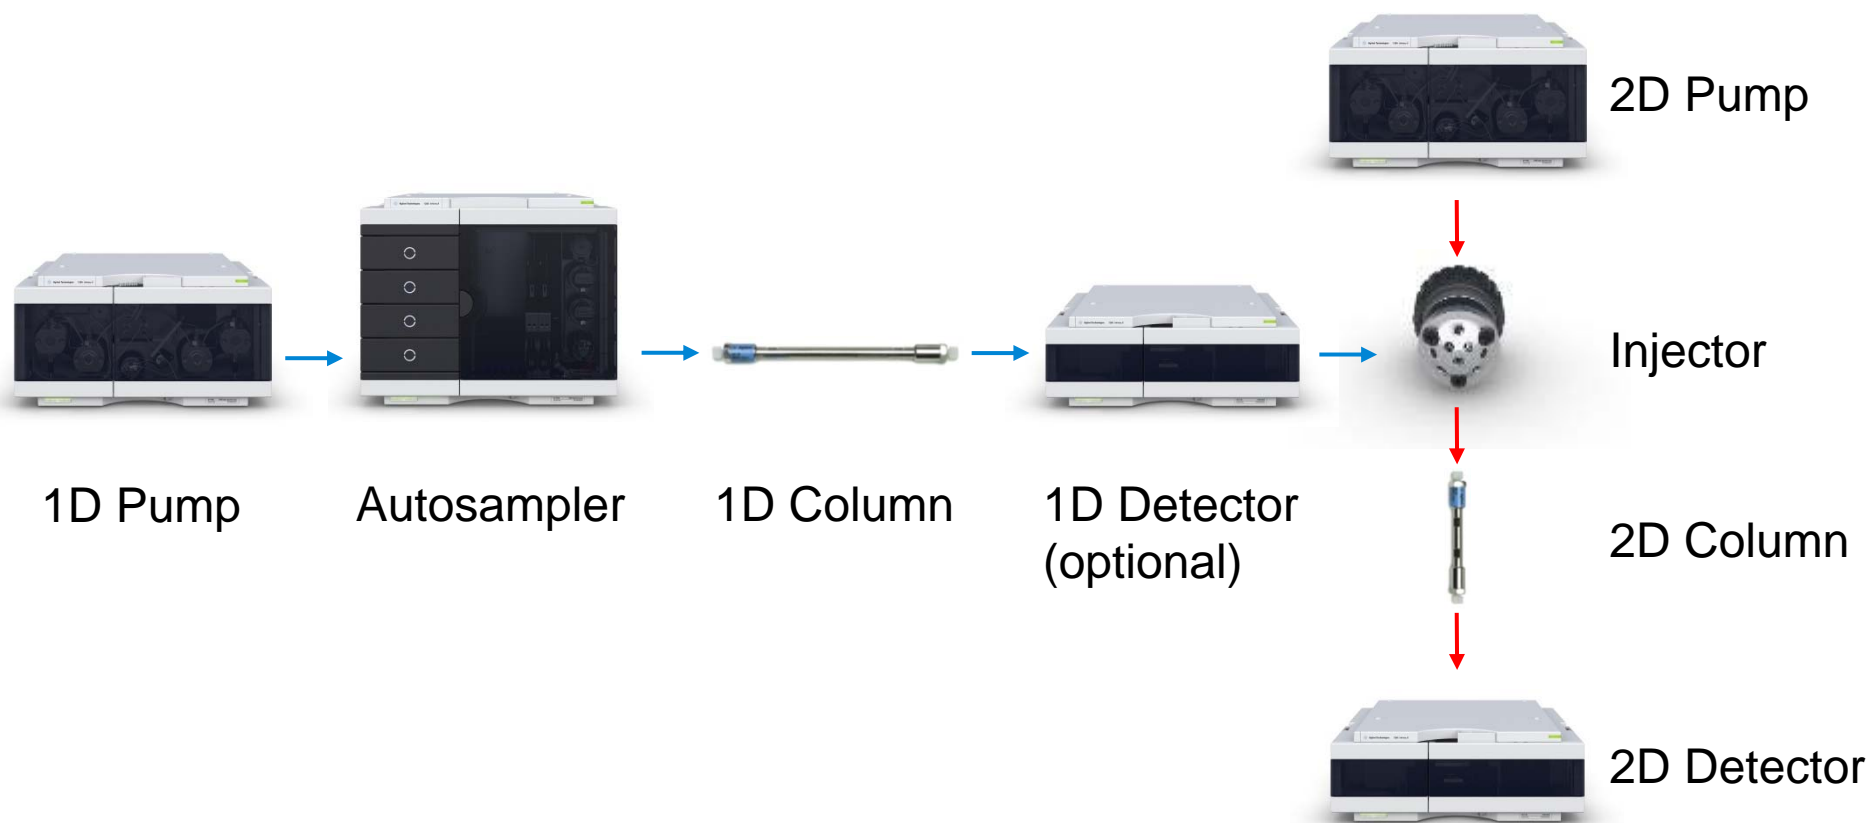 2D Pump
Injector
1D Pump
Autosampler
1D Column
1D Detector
(optional)
2D Column
2D Detector